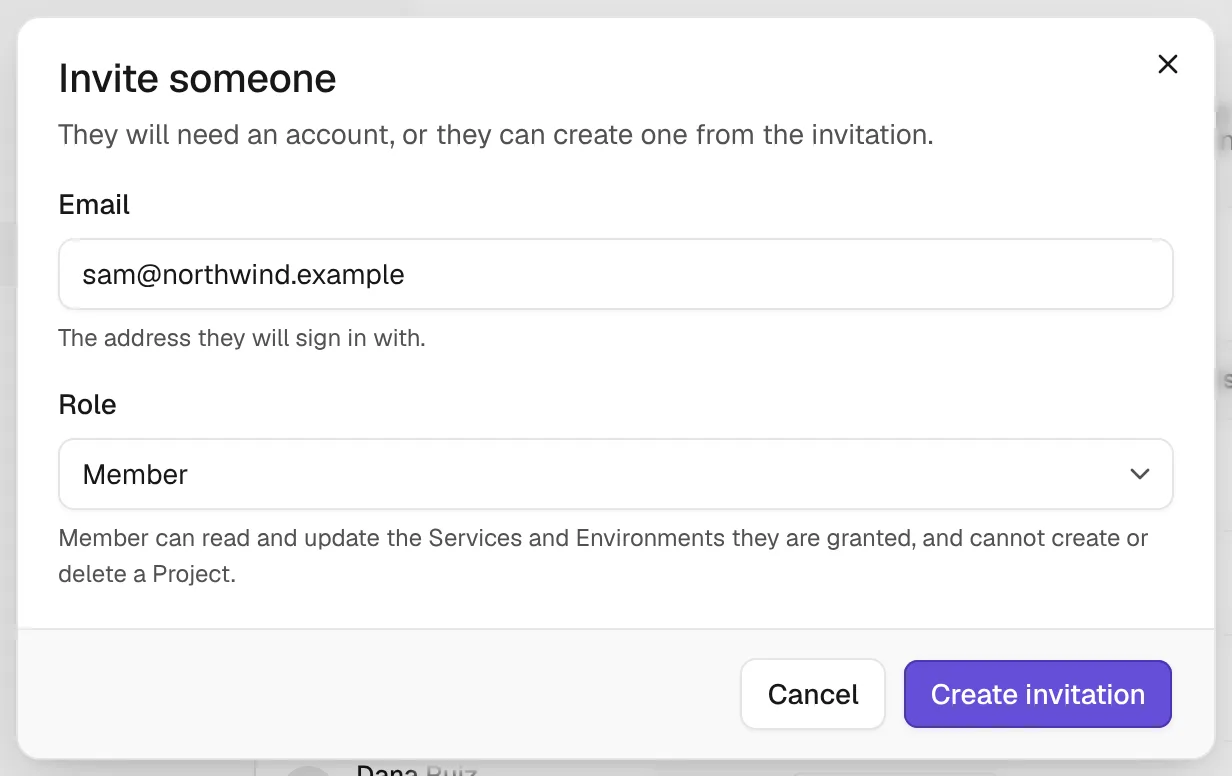 Invite someone
They will need an account, or they can create one from the invitation.
Email
sam@northwind.example
The address they will sign in with.
Role
Member
Member can read and update the Services and Environments they are granted, and cannot create or
delete a Project.
Cancel
Create invitation
Dana Ruiz